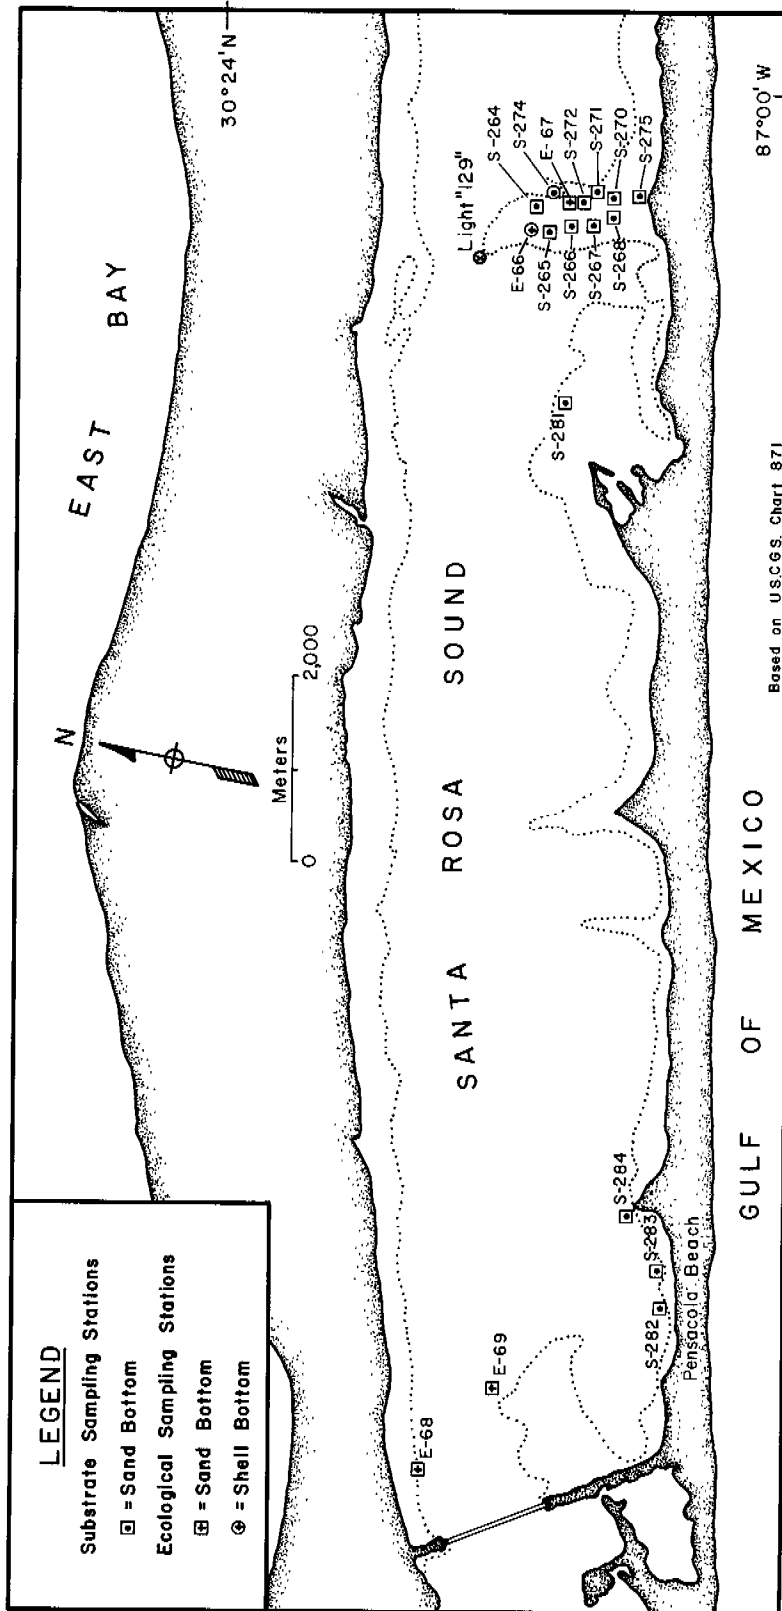 LEGEND
Substrate Sampling Stations
= Sand Bottom
Ecological Sampling Stations
= Sand Bottom
= Shell Bottom
EAST BAY
30°24'N
N
Meters
0 2,000
SANTA ROSA SOUND
Light "129"
S-264
S-274
E-67
S-272
S-271
S-270
S-275
E-66
S-265
S-266
S-267
S-268
S-281
E-68
E-69
S-284
S-283
S-282
Pensacola Beach
GULF OF MEXICO
87°00'W
Based on U.S.C.G.S. Chart 871